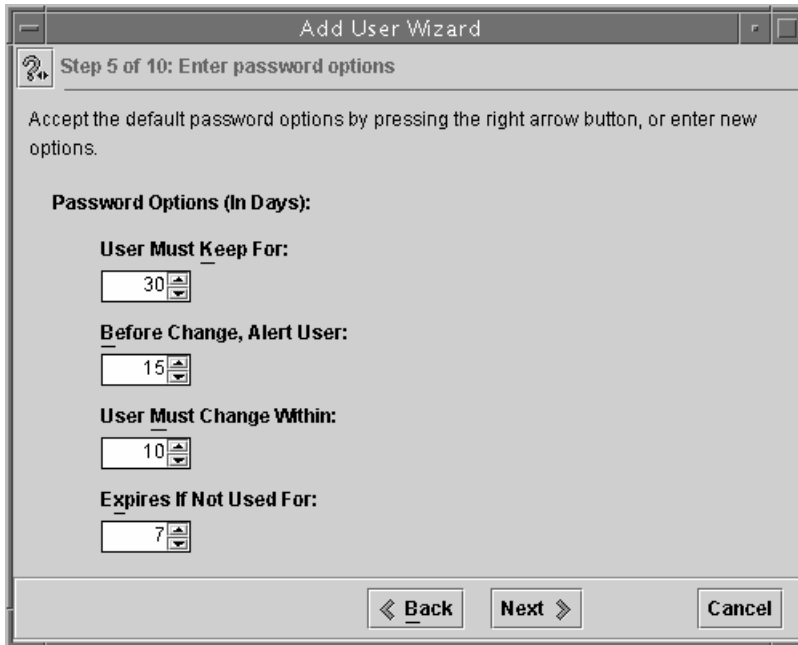 Add User Wizard
Step 5 of 10: Enter password options
Accept the default password options by pressing the right arrow button, or enter new
options.
Password Options (In Days):
User Must Keep For:
30
Before Change, Alert User:
15
User Must Change Within:
10
Expires If Not Used For:
7
Back Next Cancel